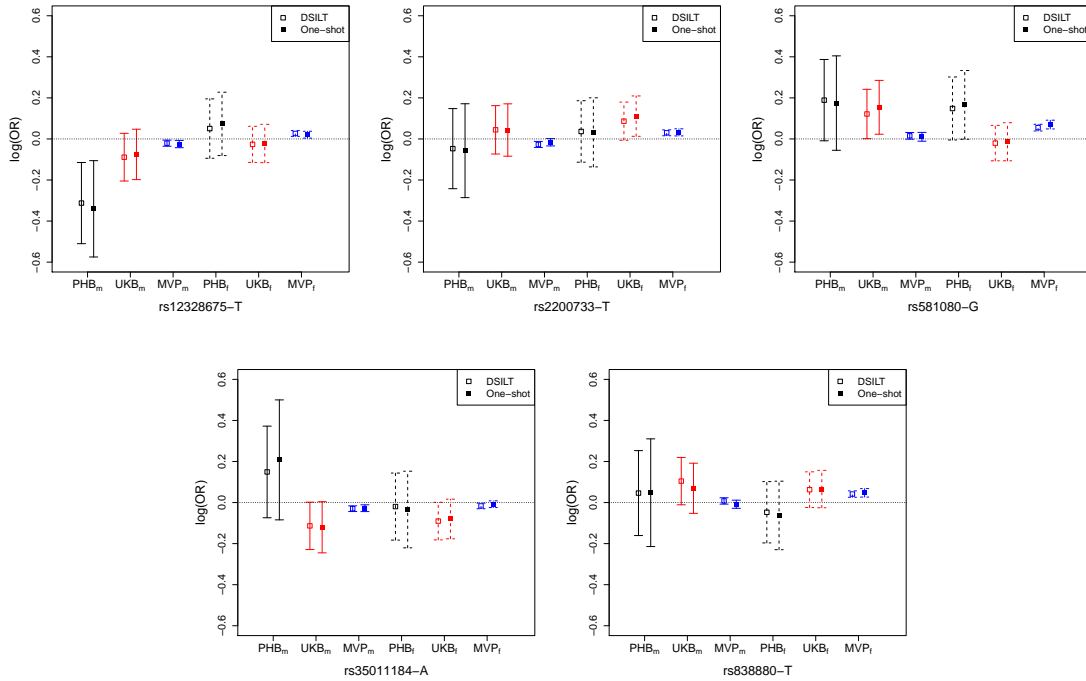 DSILT
One-shot
log(OR)
0.6
0.4
0.2
0.0
−0.2
−0.4
−0.6
PHBm UKBm MVPm PHBf UKBf MVPf
rs12328675−T
DSILT
One-shot
log(OR)
0.6
0.4
0.2
0.0
−0.2
−0.4
−0.6
PHBm UKBm MVPm PHBf UKBf MVPf
rs2200733−T
DSILT
One-shot
log(OR)
0.6
0.4
0.2
0.0
−0.2
−0.4
−0.6
PHBm UKBm MVPm PHBf UKBf MVPf
rs581080−G
DSILT
One-shot
log(OR)
0.6
0.4
0.2
0.0
−0.2
−0.4
−0.6
PHBm UKBm MVPm PHBf UKBf MVPf
rs35011184−A
DSILT
One-shot
log(OR)
0.6
0.4
0.2
0.0
−0.2
−0.4
−0.6
PHBm UKBm MVPm PHBf UKBf MVPf
rs838880−T